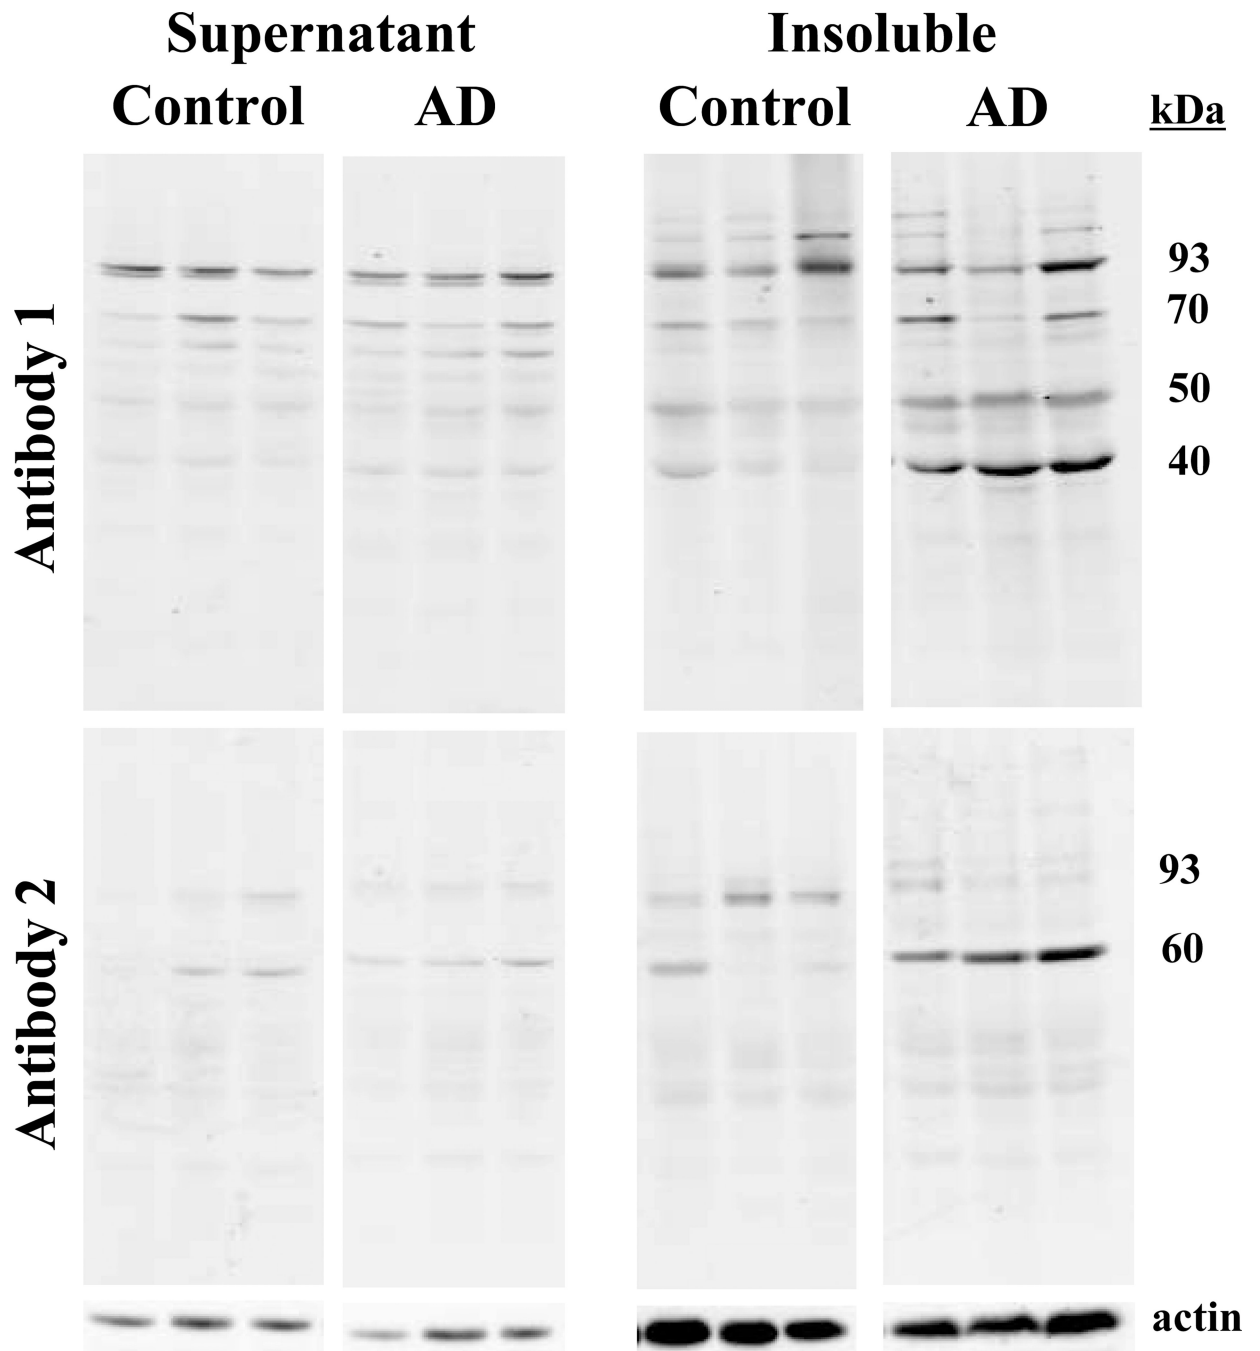 Supernatant
Insoluble
Control
AD
Control
AD
kDa
Antibody 1
93
70
50
40
Antibody 2
93
60
actin